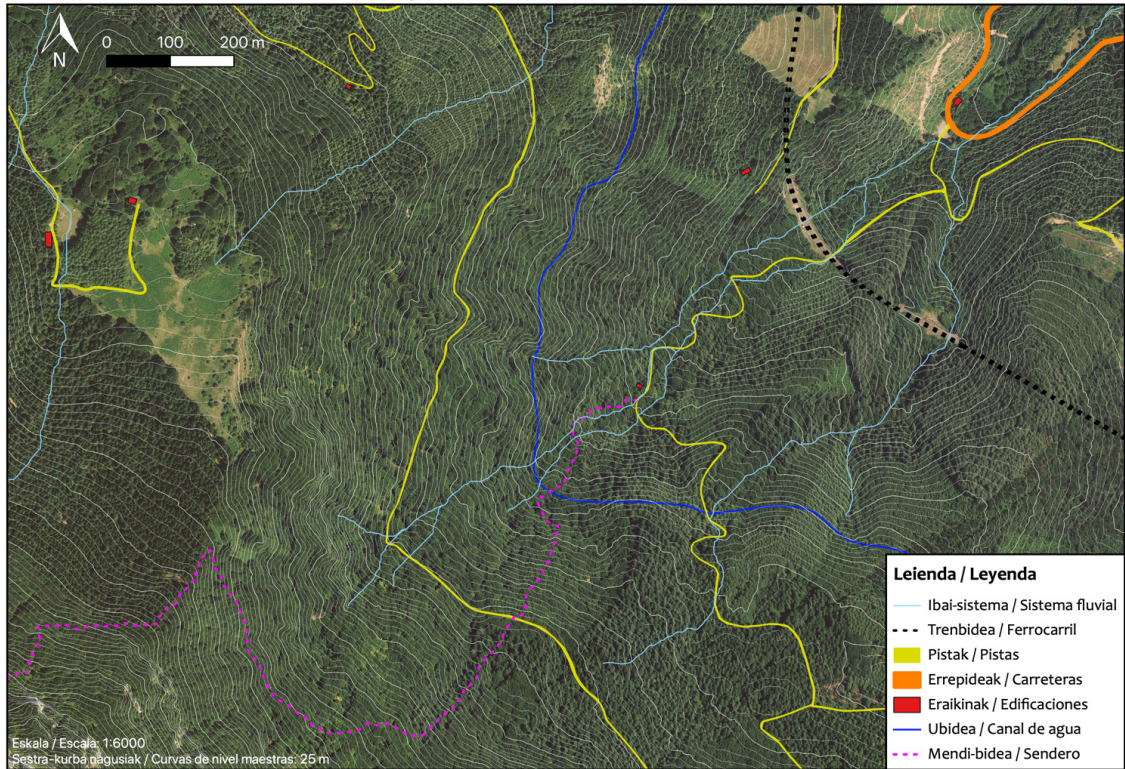 0 100 200 m
N
Leienda / Leyenda
Ibai-sistema / Sistema fluvial
Trenbidea / Ferrocarril
Pistak / Pistas
Errepideak / Carreteras
Eraikinak / Edificaciones
Ubidea / Canal de agua
Mendi-bidea / Sendero
Eskala / Escala: 1:6000
Sestra-kurba nagusiak / Curvas de nivel maestras: 25 m